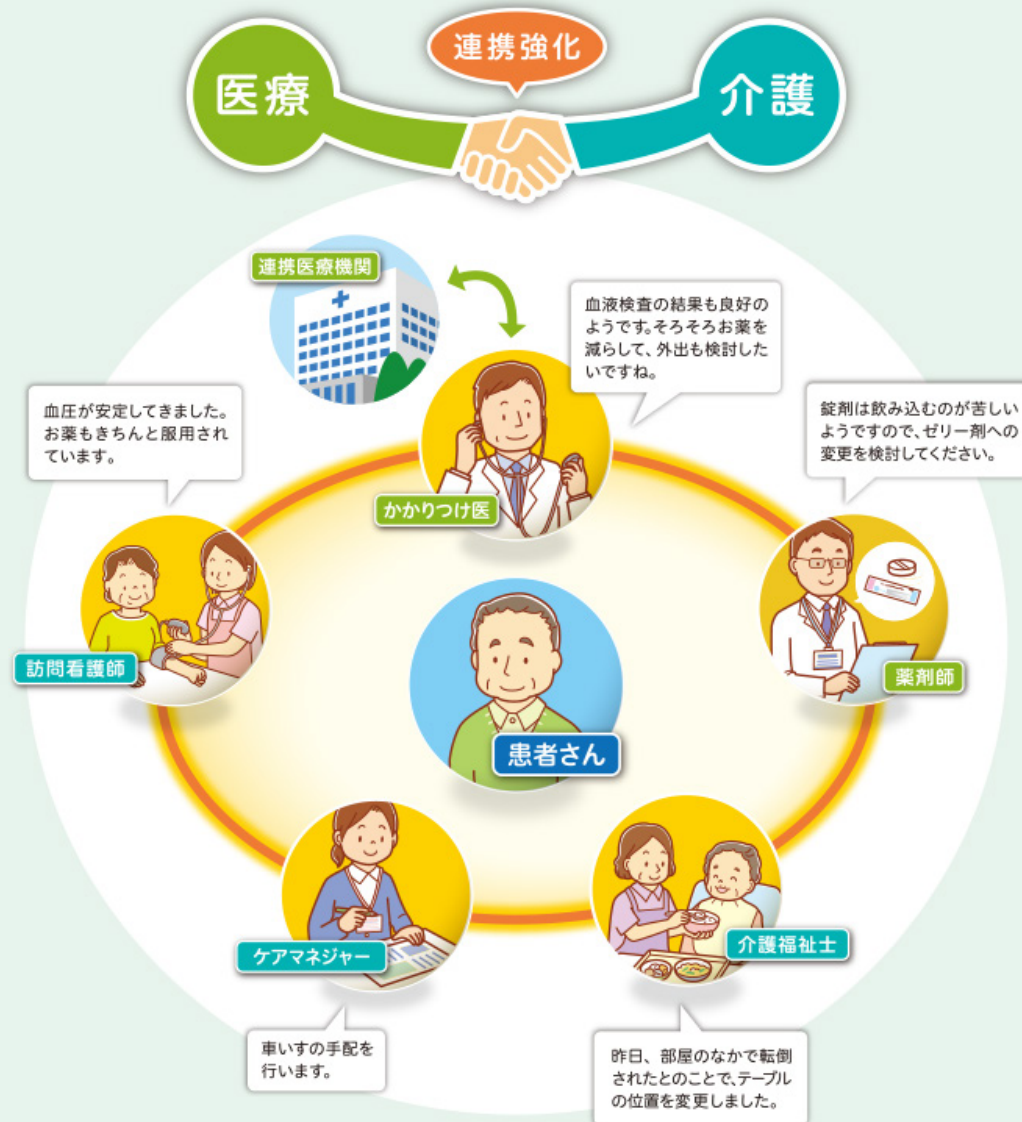 連携強化
医療
介護
連携医療機関
血液検査の結果も良好の
ようです。そろそろお薬を
減らして、外出も検討した
いですね。
かかりつけ医
血圧が安定してきました。
お薬もきちんと服用され
ています。
訪問看護師
錠剤は飲み込むのが苦しい
ようですので、ゼリー剤への
変更を検討してください。
薬剤師
患者さん
ケアマネジャー
車いすの手配を
行います。
介護福祉士
昨日、部屋のなかで転倒
されたとのことで、テーブル
の位置を変更しました。